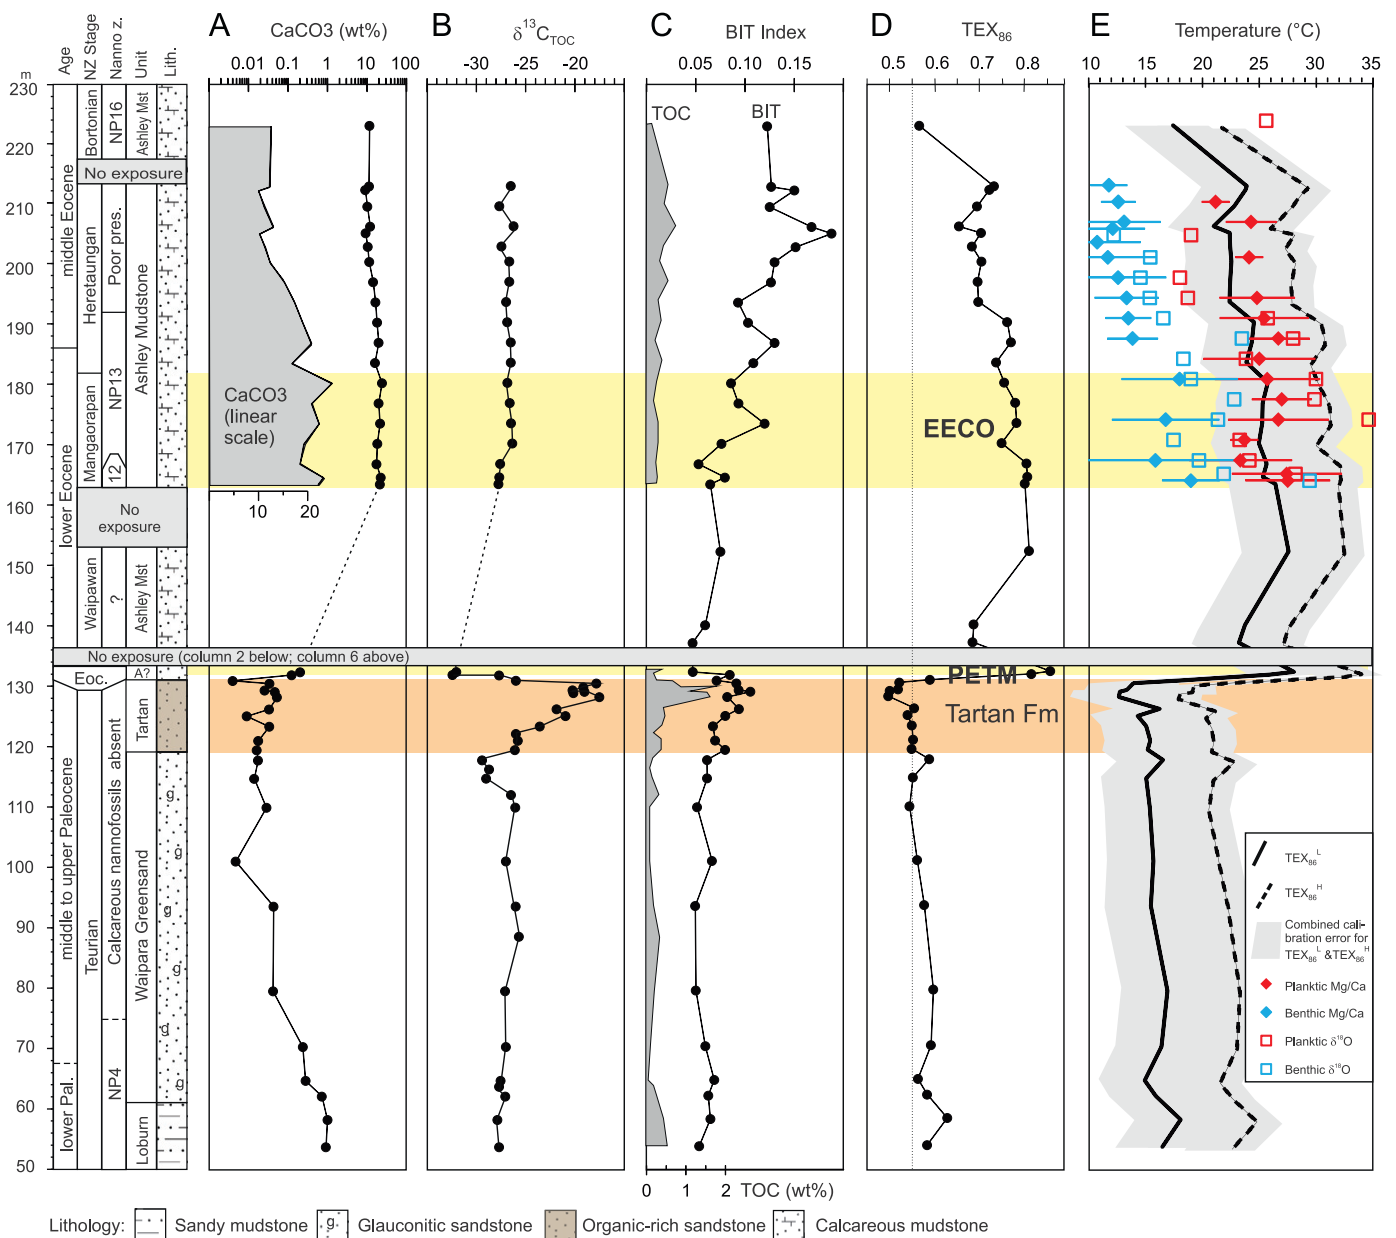 A CaCO3 (wt%)
B δ¹³C_TOC
C BIT Index
D TEX₈₆
E Temperature (°C)
m
Age
NZ Stage
Nanno z.
Unit
Lith.
0.01 0.1 1 10 100
-30 -25 -20 -15
0.05 0.10 0.15
0.5 0.6 0.7 0.8
10 15 20 25 30 35
230
220
210
200
190
180
170
160
150
140
130
120
110
100
90
80
70
60
50
middle Eocene
lower Eocene
Eoc.
middle to upper Paleocene
lower Pal.
Bortonian
No exposure
Heretaungan
Mangaorapan
No
exposure
Waipawan
Teurian
NP16
Poor pres.
NP13
12
?
Calcareous nannofossils absent
NP4
Ashley Mst
Ashley Mudstone
Ashley Mst
A?
Tartan
Waipara Greensand
Loburn
g
g
g
g
g
g
CaCO3
(linear
scale)
10 20
TOC
BIT
EECO
No exposure (column 2 below; column 6 above)
PETM
Tartan Fm
TEX₈₆ᴸ
TEX₈₆ᴴ
Combined cali-
bration error for
TEX₈₆ᴸ &TEX₈₆ᴴ
Planktic Mg/Ca
Benthic Mg/Ca
Planktic δ¹⁸O
Benthic δ¹⁸O
0 1 2
TOC (wt%)
Lithology: Sandy mudstone g Glauconitic sandstone Organic-rich sandstone Calcareous mudstone